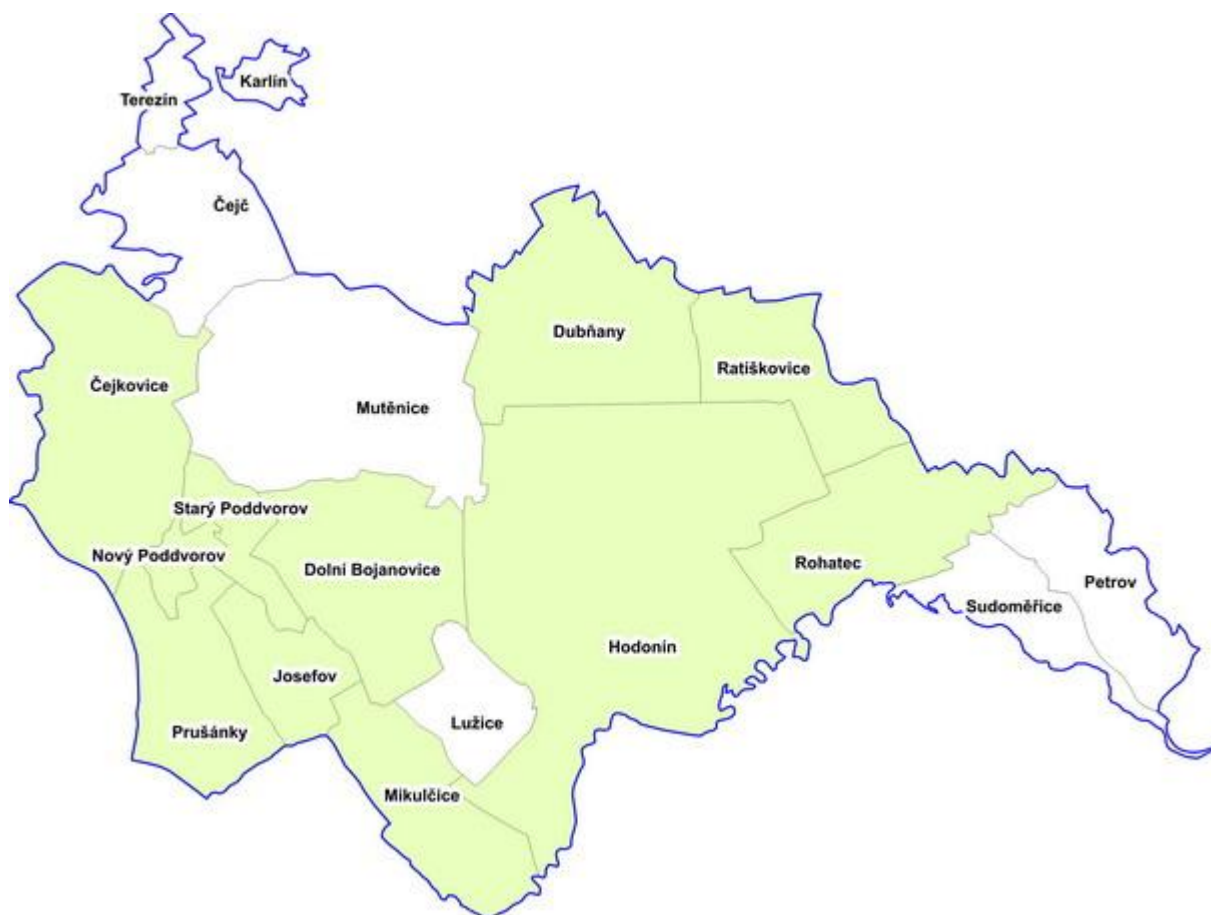 Karlín
Terezín
Čejč
Dubňany
Ratiškovice
Čejkovice
Mutěnice
Starý Poddvorov
Nový Poddvorov
Dolní Bojanovice
Rohatec
Petrov
Sudoměřice
Hodonín
Josefov
Lužice
Prušánky
Mikulčice